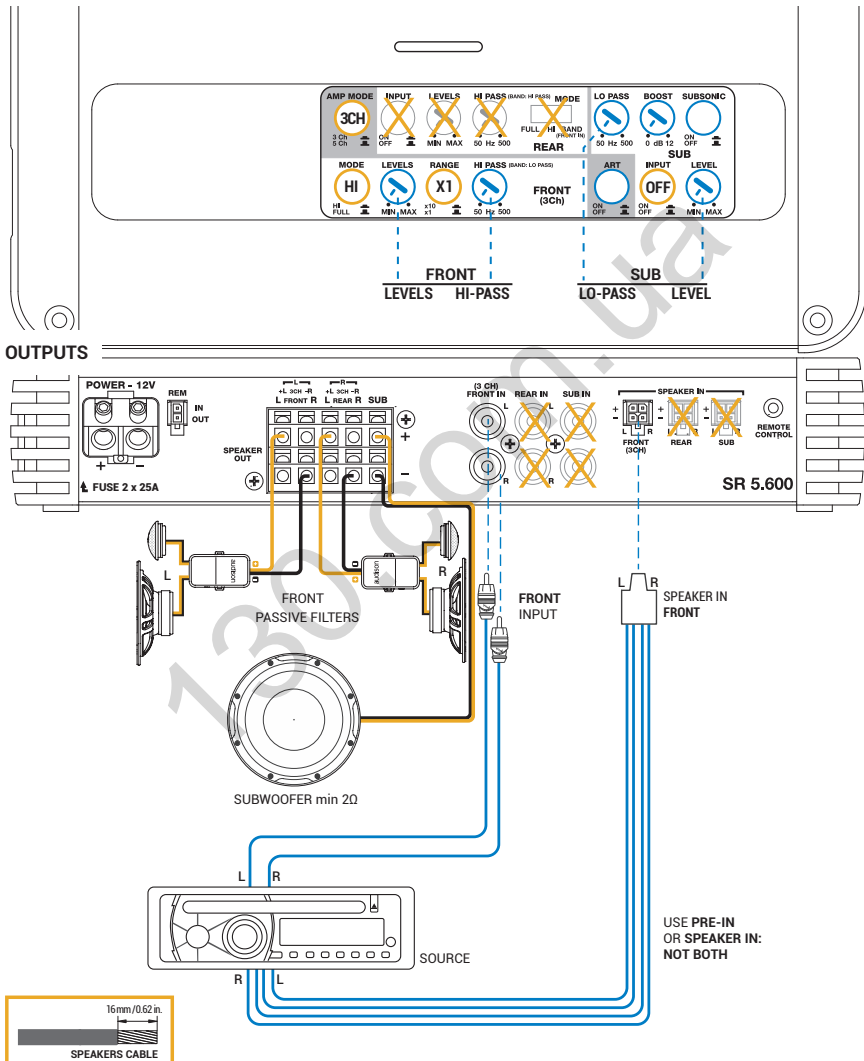 AMP MODE INPUT LEVELS HI PASS (BAND: HI PASS) MODE LO PASS BOOST SUBSONIC
3CH
3 Ch
5 Ch
ON
OFF
MIN MAX
50 Hz 500
FULL HI BAND
(FRONT IN)
REAR
50 Hz 500
0 dB 12
ON
OFF
SUB
MODE LEVELS RANGE HI PASS (BAND: LO PASS) ART INPUT LEVEL
HI
X1
OFF
HI
FULL
MIN MAX
x10
x1
50 Hz 500
FRONT
(3Ch)
ON
OFF
ON
OFF
MIN MAX
FRONT
LEVELS HI-PASS
SUB
LO-PASS LEVEL
OUTPUTS
POWER - 12V
+ -
REM
IN
OUT
FUSE 2 x 25A
L R
+L 3CH -R +L 3CH -R
L FRONT R L REAR R SUB
SPEAKER
OUT
+
-
(3 CH)
FRONT IN REAR IN SUB IN
L L
R R
SPEAKER IN
+ - + - + -
L R L R
FRONT
(3CH)
REAR
SUB
REMOTE
CONTROL
SR 5.600
L
audison
+
-
audison
+
-
R
FRONT
PASSIVE FILTERS
FRONT
INPUT
L R
+
-
+
-
SPEAKER IN
FRONT
SUBWOOFER min 2Ω
L R
SOURCE
R L
USE PRE-IN
OR SPEAKER IN:
NOT BOTH
16mm/0.62 in.
SPEAKERS CABLE
130.com.ua